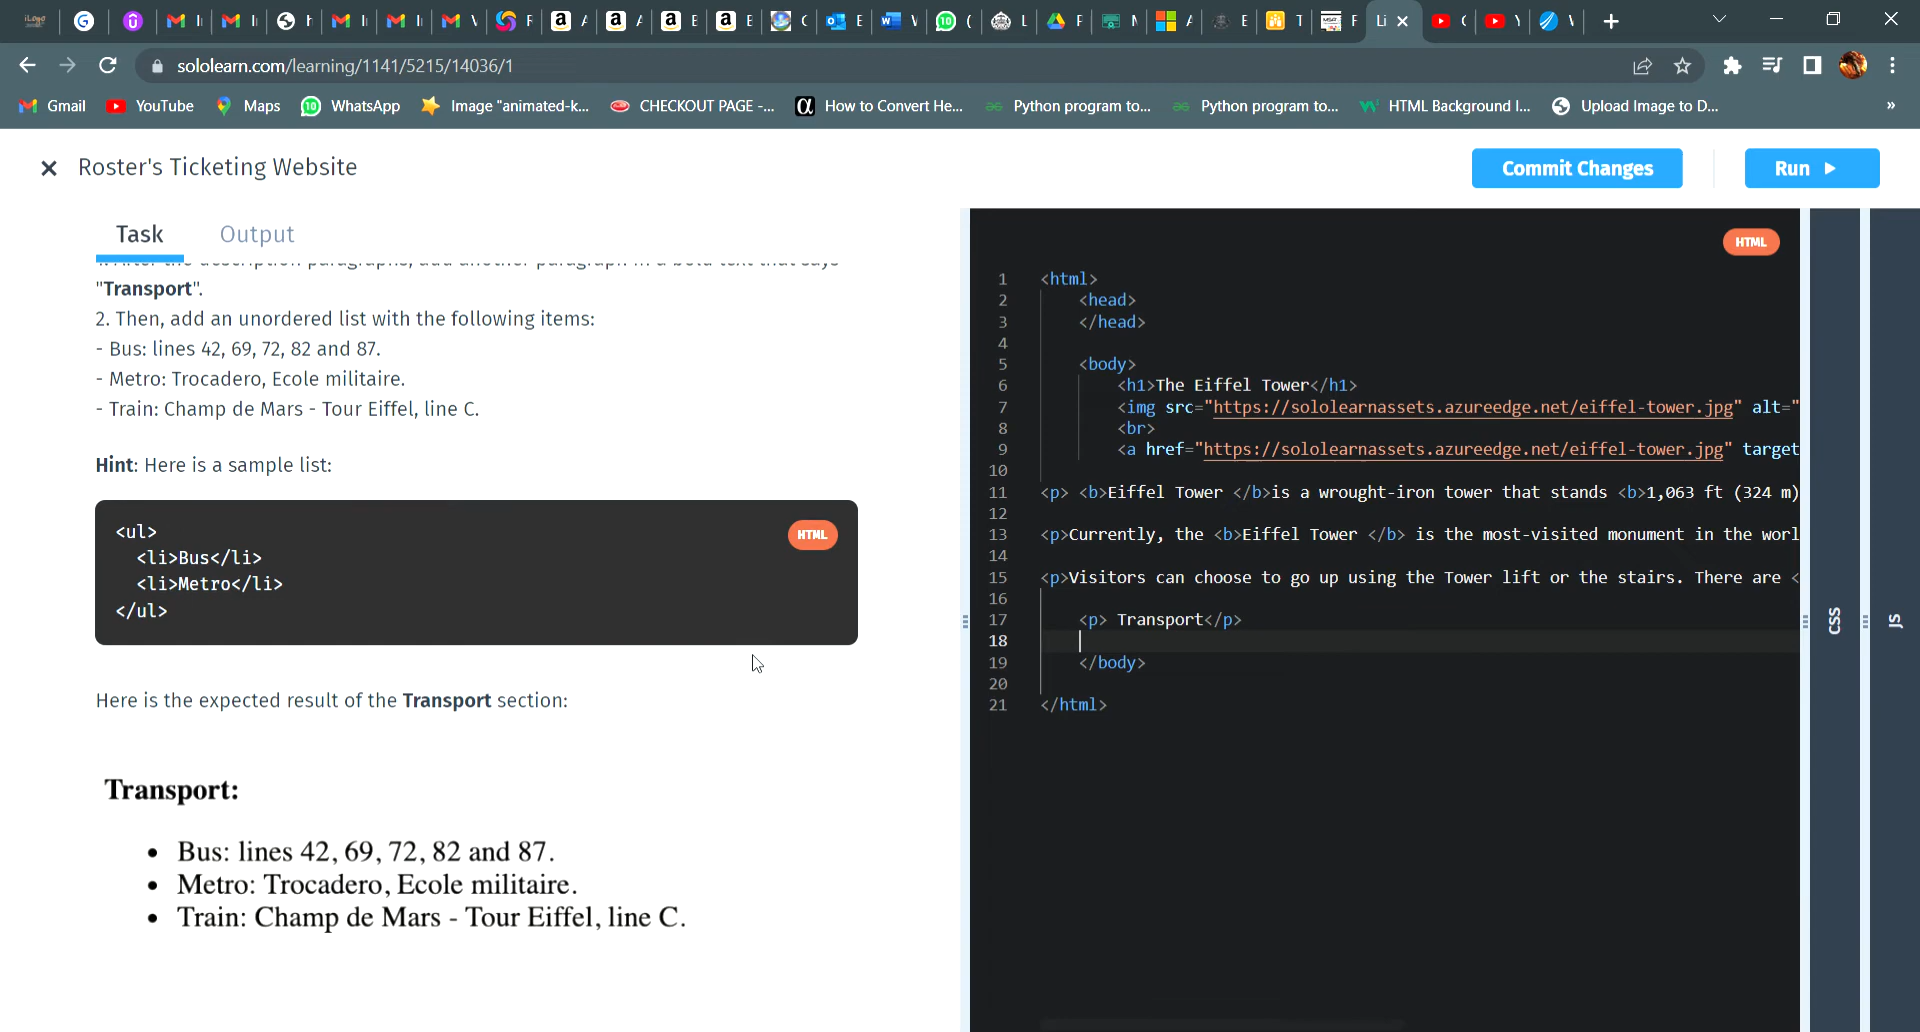 sololearn.com/learning/1141/5215/14036/1
Gmail
YouTube
Maps
WhatsApp
Image "animated-k...
CHECKOUT PAGE -...
How to Convert He...
Python program to...
Python program to...
HTML Background I...
Upload Image to D...
»
Roster's Ticketing Website
Commit Changes
Run
Task
Output
"Transport".
2. Then, add an unordered list with the following items:
- Bus: lines 42, 69, 72, 82 and 87.
- Metro: Trocadero, Ecole militaire.
- Train: Champ de Mars - Tour Eiffel, line C.
Hint: Here is a sample list:
HTML
<ul>
<li>Bus</li>
<li>Metro</li>
</ul>
Here is the expected result of the Transport section:
Transport:
• Bus: lines 42, 69, 72, 82 and 87.
• Metro: Trocadero, Ecole militaire.
• Train: Champ de Mars - Tour Eiffel, line C.
HTML
1 <html>
2 <head>
3 </head>
4
5 <body>
6 <h1>The Eiffel Tower</h1>
7 <img src="https://sololearnassets.azureedge.net/eiffel-tower.jpg" alt="
8 <br>
9 <a href="https://sololearnassets.azureedge.net/eiffel-tower.jpg" target
10
11 <p> <b>Eiffel Tower </b>is a wrought-iron tower that stands <b>1,063 ft (324 m)
12
13 <p>Currently, the <b>Eiffel Tower </b> is the most-visited monument in the worl
14
15 <p>Visitors can choose to go up using the Tower lift or the stairs. There are <
16
17 <p> Transport</p>
18
19 </body>
20
21 </html>
CSS
JS